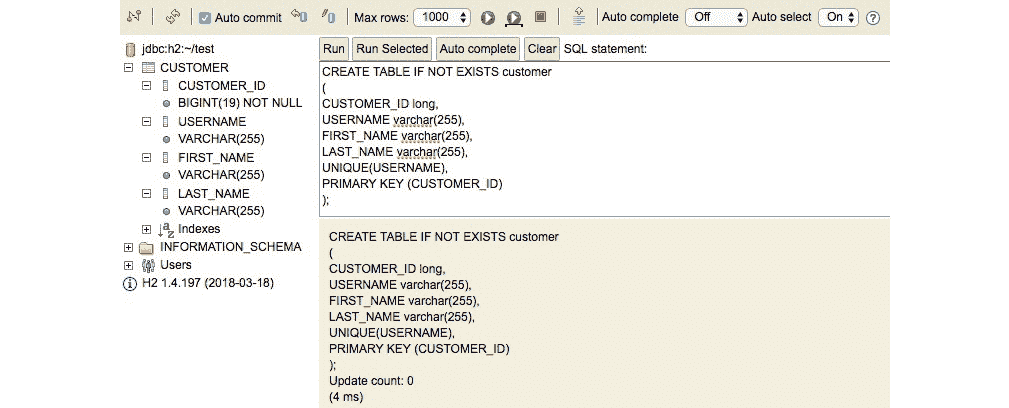 Auto commit Max rows: 1000 Auto complete Off Auto select On ?
jdbc:h2:~/test
CUSTOMER
CUSTOMER_ID
BIGINT(19) NOT NULL
USERNAME
VARCHAR(255)
FIRST_NAME
VARCHAR(255)
LAST_NAME
VARCHAR(255)
Indexes
INFORMATION_SCHEMA
Users
H2 1.4.197 (2018-03-18)
Run Run Selected Auto complete Clear SQL statement:
CREATE TABLE IF NOT EXISTS customer
(
CUSTOMER_ID long,
USERNAME varchar(255),
FIRST_NAME varchar(255),
LAST_NAME varchar(255),
UNIQUE(USERNAME),
PRIMARY KEY (CUSTOMER_ID)
);
CREATE TABLE IF NOT EXISTS customer
(
CUSTOMER_ID long,
USERNAME varchar(255),
FIRST_NAME varchar(255),
LAST_NAME varchar(255),
UNIQUE(USERNAME),
PRIMARY KEY (CUSTOMER_ID)
);
Update count: 0
(4 ms)